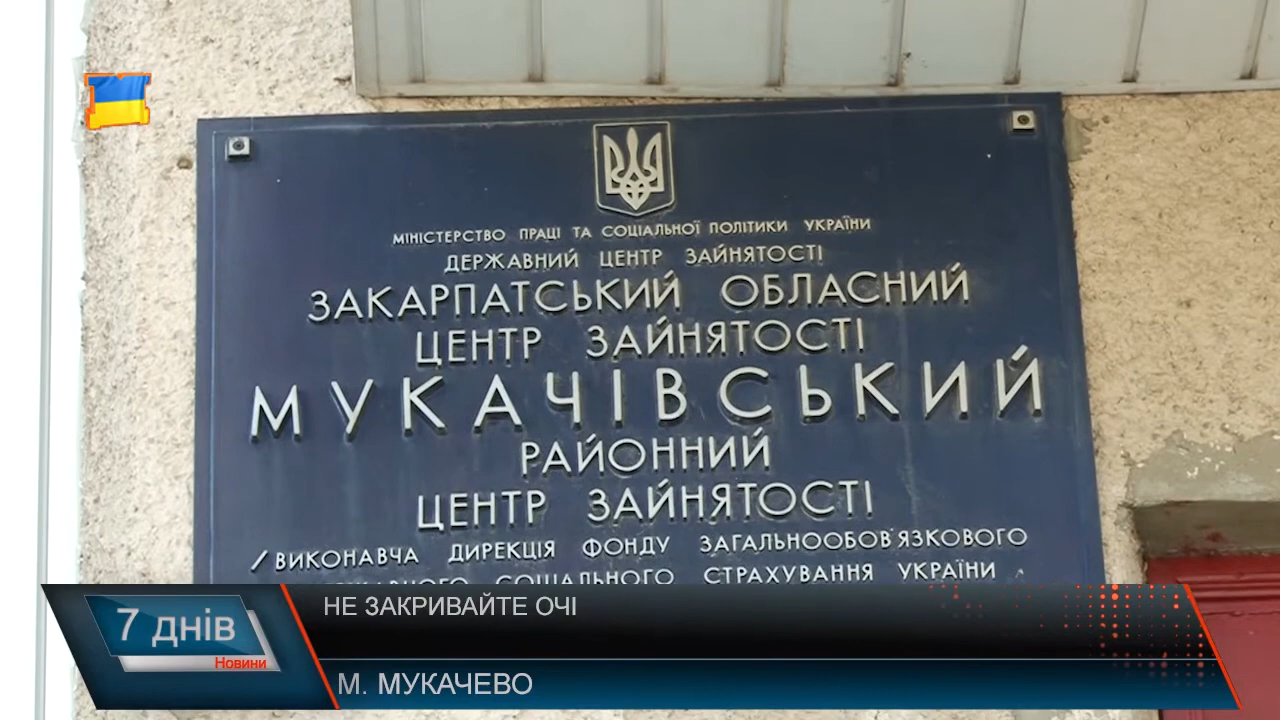 МІНІСТЕРСТВО ПРАЦІ ТА СОЦІАЛЬНОЇ ПОЛІТИКИ УКРАЇНИ
ДЕРЖАВНИЙ ЦЕНТР ЗАЙНЯТОСТІ
ЗАКАРПАТСЬКИЙ ОБЛАСНИЙ
ЦЕНТР ЗАЙНЯТОСТІ
МУКАЧІВСЬКИЙ
РАЙОННИЙ
ЦЕНТР ЗАЙНЯТОСТІ
/ВИКОНАВЧА ДИРЕКЦІЯ ФОНДУ ЗАГАЛЬНООБОВ'ЯЗКОВОГО
СОЦІАЛЬНОГО СТРАХУВАННЯ УКРАЇНИ /
7 днів
Новини
НЕ ЗАКРИВАЙТЕ ОЧІ
М. МУКАЧЕВО